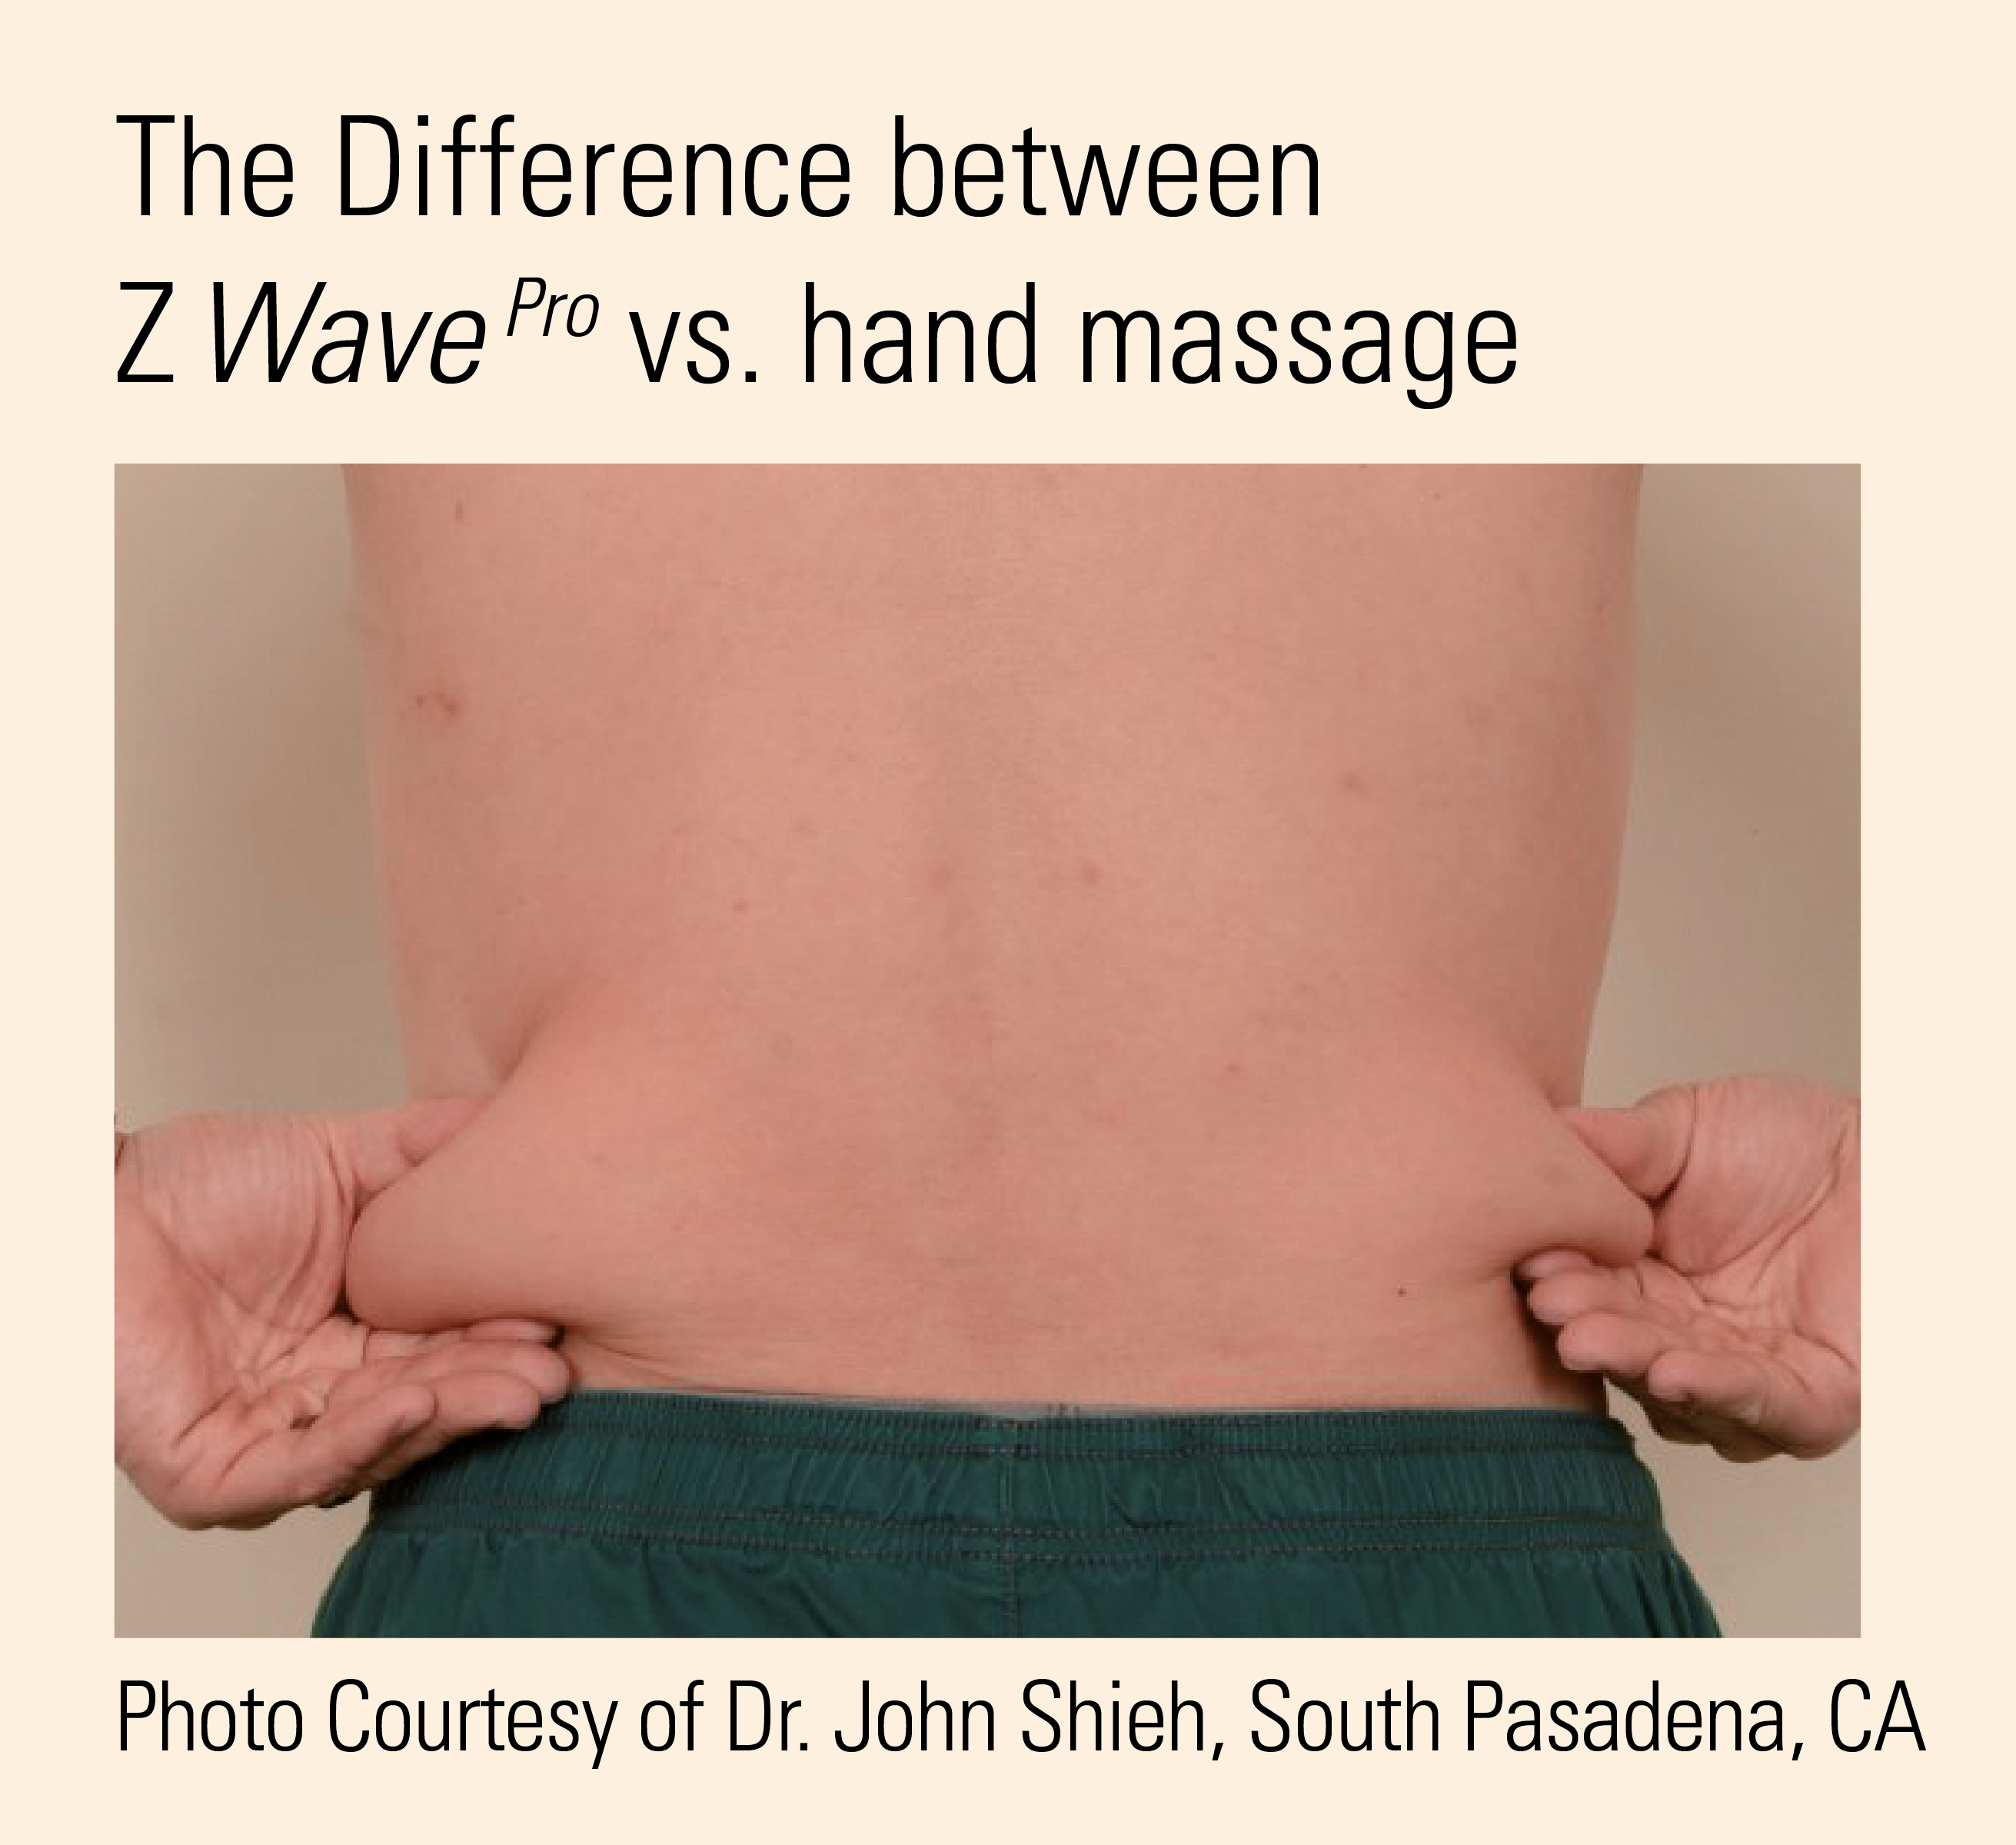 The Difference between
Z Wave Pro vs. hand massage
Photo Courtesy of Dr. John Shieh, South Pasadena, CA